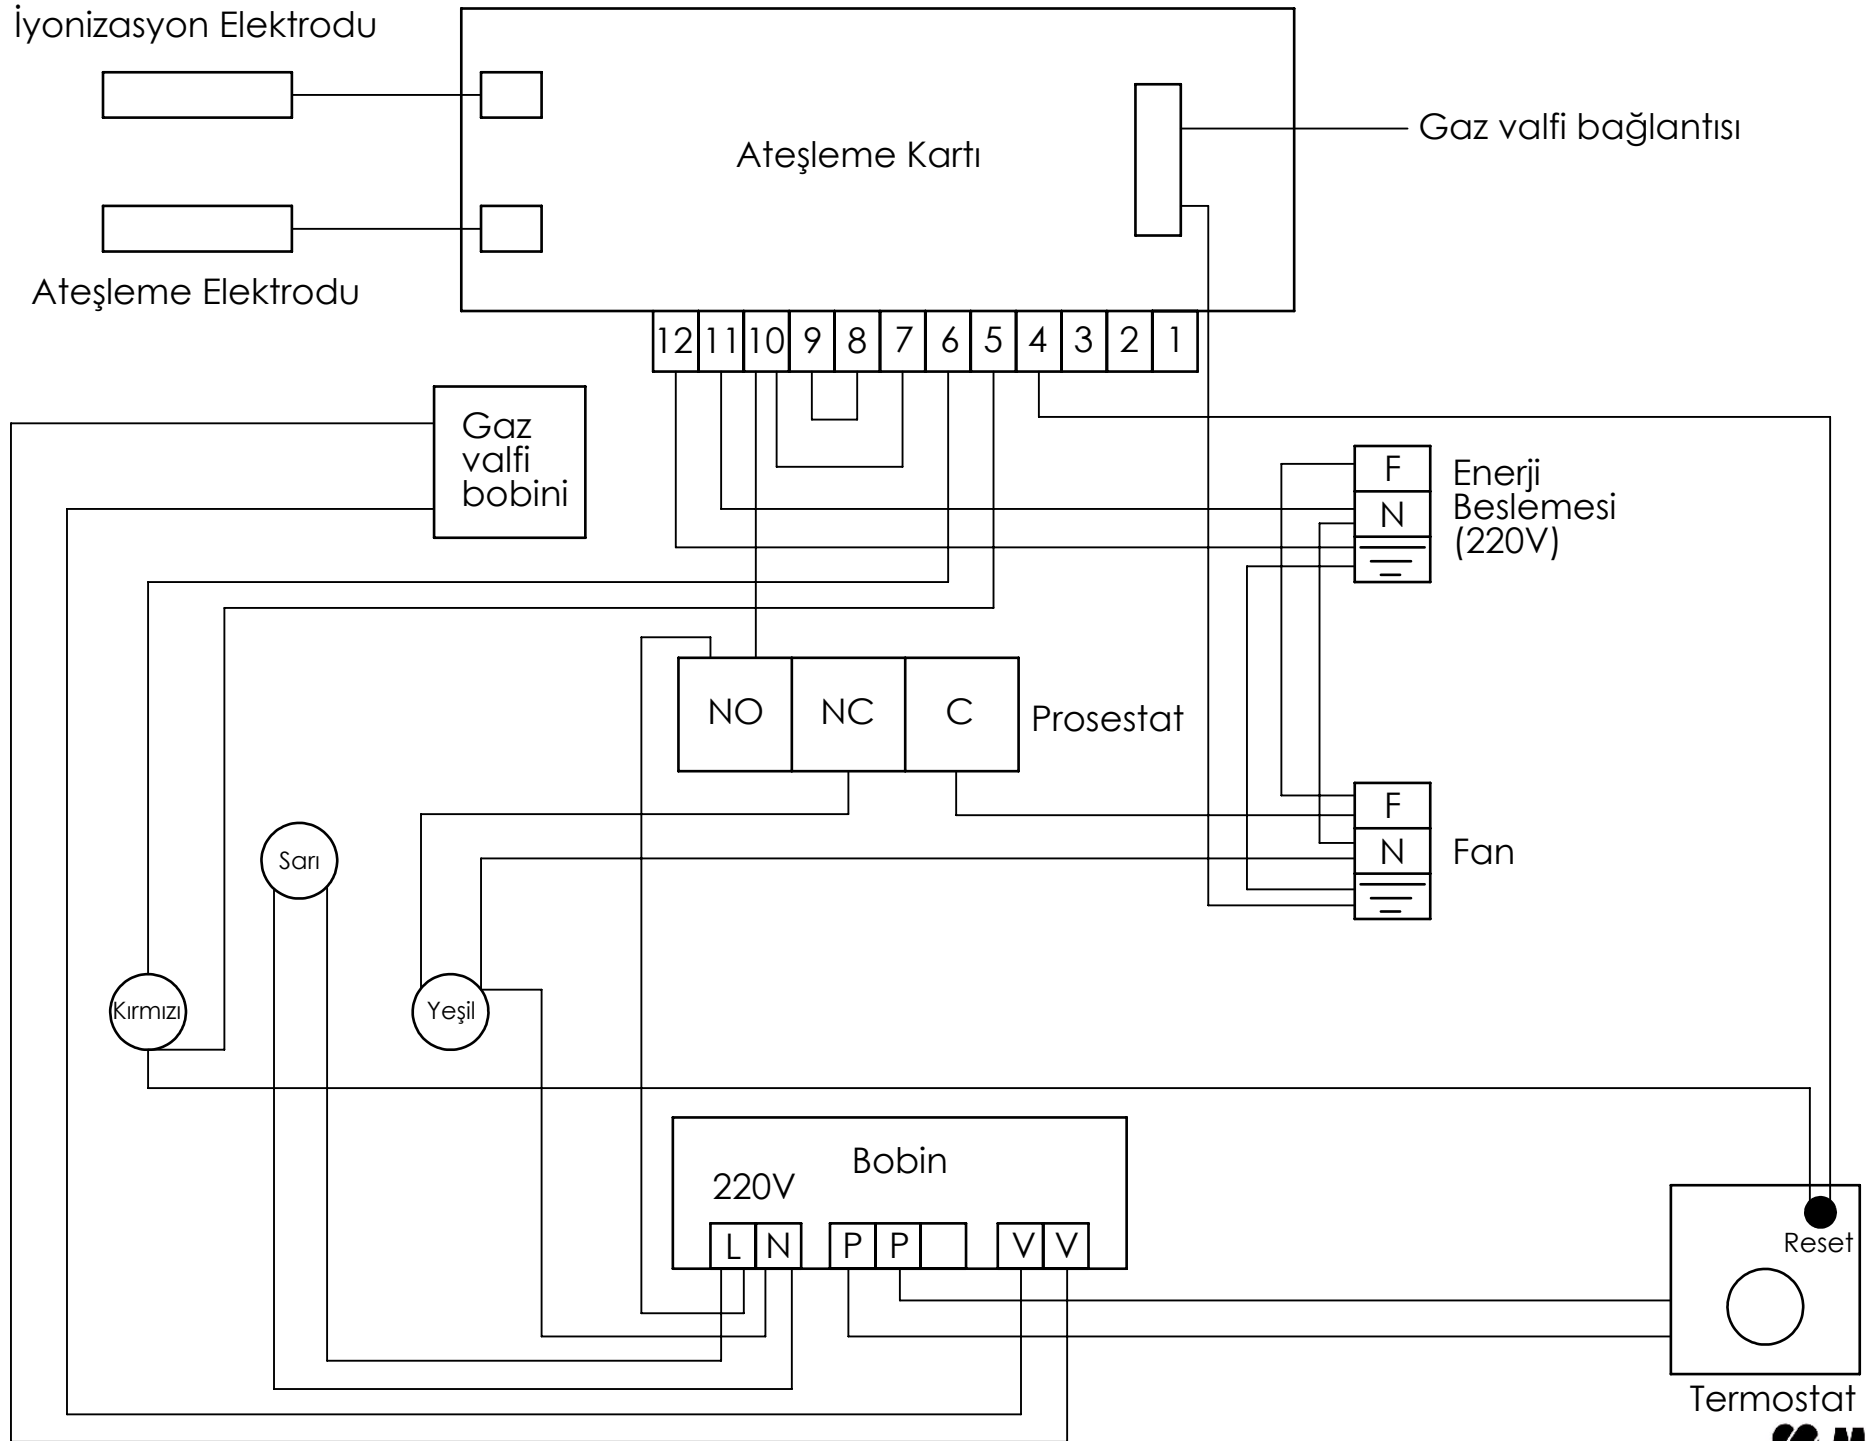 İyonizasyon Elektrodu
Ateşleme Kartı
Gaz valfi bağlantısı
Ateşleme Elektrodu
12 11 10 9 8 7 6 5 4 3 2 1
Gaz
valfi
bobini
F
N
Enerji
Beslemesi
(220V)
NO NC C
Prosestat
F
N
Fan
Sarı
Kırmızı
Yeşil
Bobin
220V
L N P P V V
Reset
Termostat